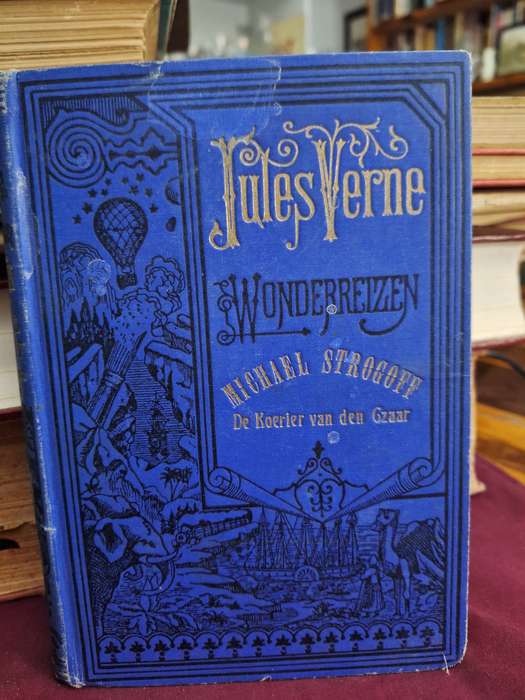 Jules Verne
Wonderreizen
Michael Strogoff
De Koerier van den Czaar